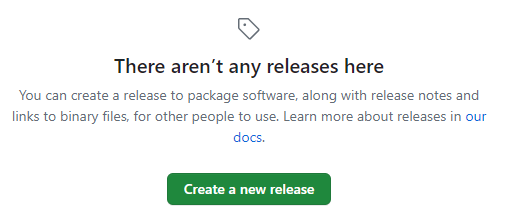 There aren’t any releases here
You can create a release to package software, along with release notes and
links to binary files, for other people to use. Learn more about releases in our
docs.
Create a new release